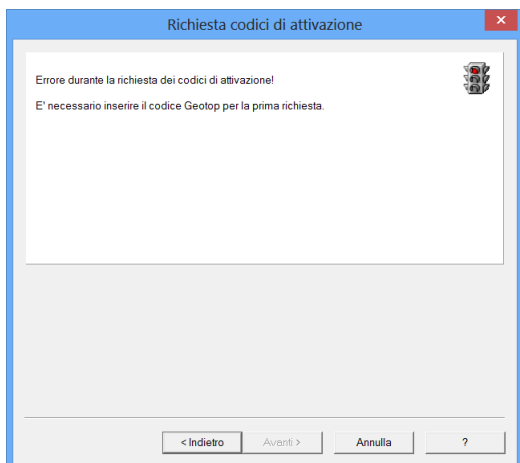 Richiesta codici di attivazione
Errore durante la richiesta dei codici di attivazione!
E' necessario inserire il codice Geotop per la prima richiesta.
< Indietro
Avanti >
Annulla
?